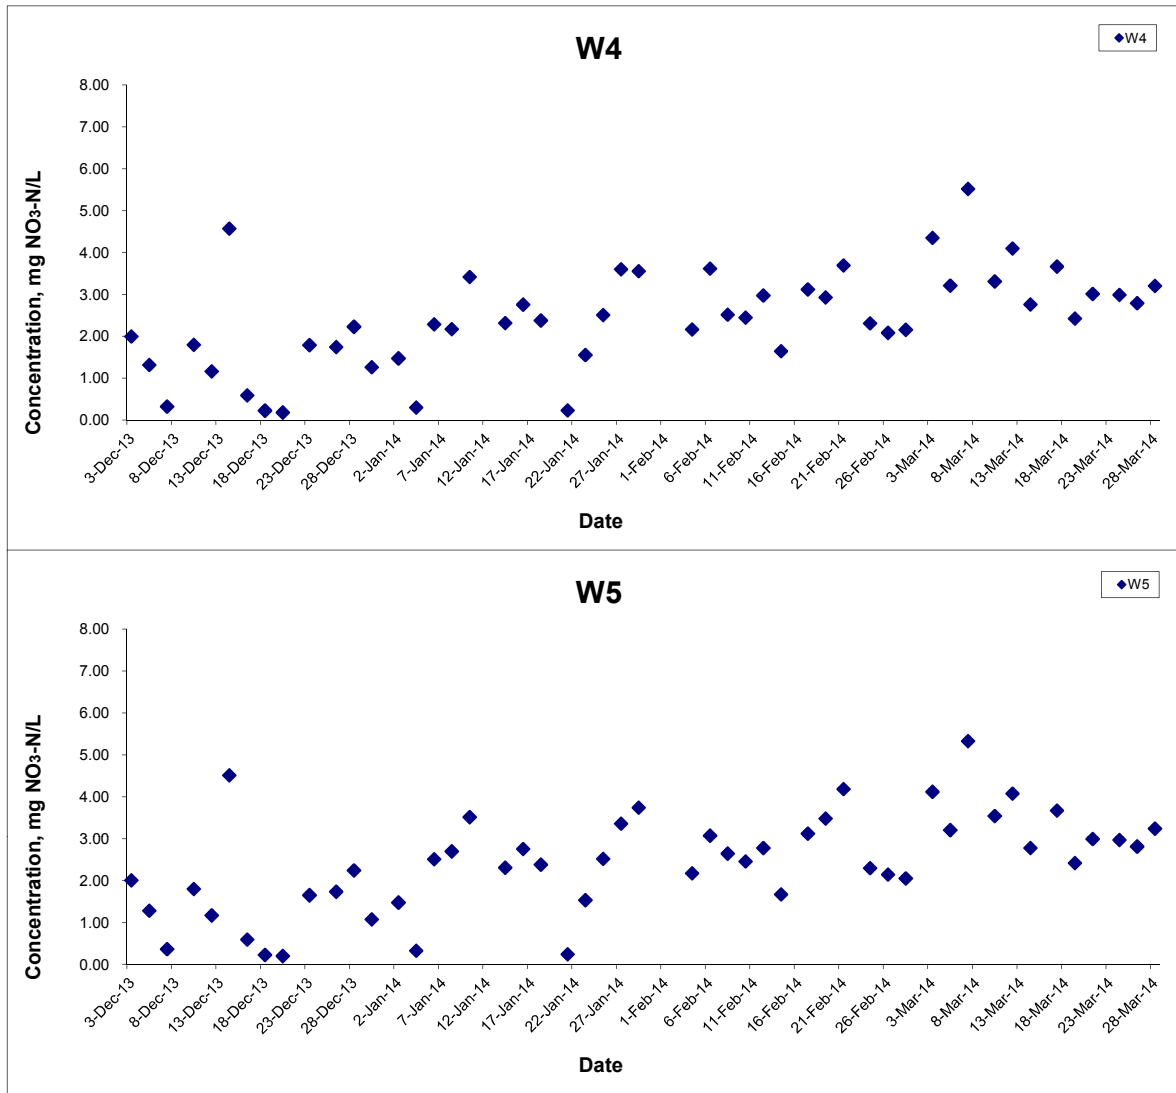 W4
W4
8.00
7.00
6.00
5.00
4.00
3.00
2.00
1.00
0.00
Concentration, mg NO3-N/L
3-Dec-13
8-Dec-13
13-Dec-13
18-Dec-13
23-Dec-13
28-Dec-13
2-Jan-14
7-Jan-14
12-Jan-14
17-Jan-14
22-Jan-14
27-Jan-14
1-Feb-14
6-Feb-14
11-Feb-14
16-Feb-14
21-Feb-14
26-Feb-14
3-Mar-14
8-Mar-14
13-Mar-14
18-Mar-14
23-Mar-14
28-Mar-14
Date
W5
W5
8.00
7.00
6.00
5.00
4.00
3.00
2.00
1.00
0.00
Concentration, mg NO3-N/L
3-Dec-13
8-Dec-13
13-Dec-13
18-Dec-13
23-Dec-13
28-Dec-13
2-Jan-14
7-Jan-14
12-Jan-14
17-Jan-14
22-Jan-14
27-Jan-14
1-Feb-14
6-Feb-14
11-Feb-14
16-Feb-14
21-Feb-14
26-Feb-14
3-Mar-14
8-Mar-14
13-Mar-14
18-Mar-14
23-Mar-14
28-Mar-14
Date